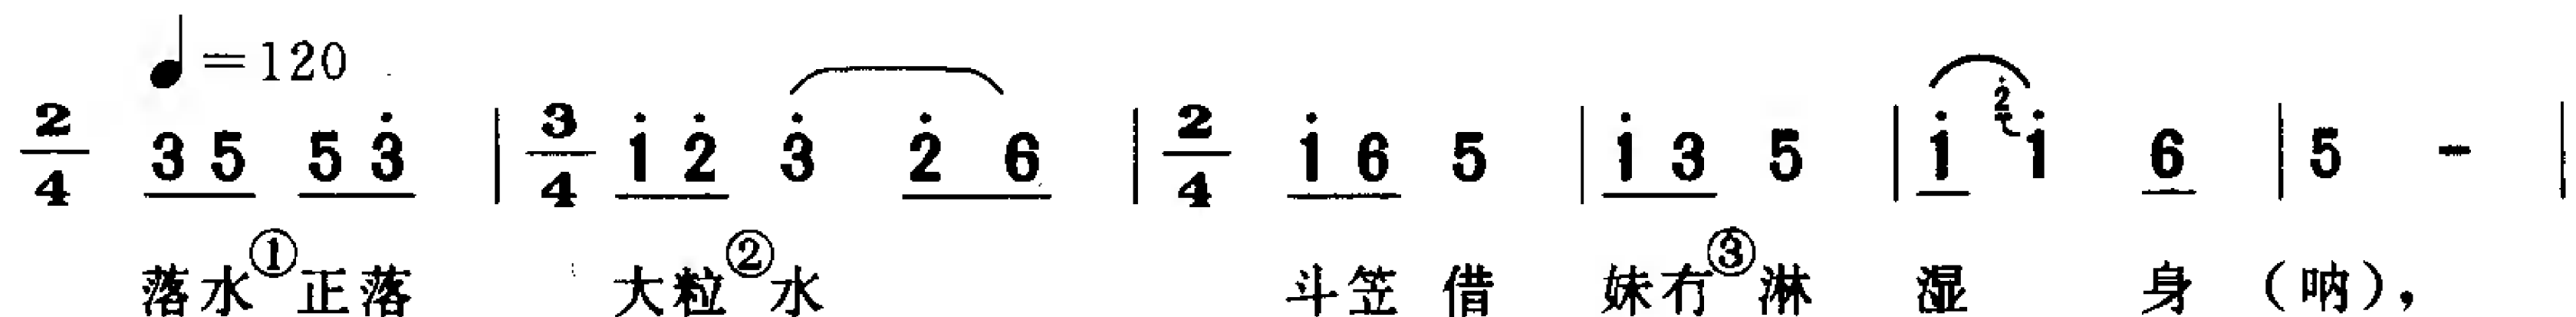 ♩=120
2/4 3 5 5 3̇ | 3/4 1̇ 2̇ 3̇ 2̇ 6 | 2/4 1̇ 6 5 | 1̇ 3 5 | 1̇ 2̇ 1̇ 6 | 5 - |
落水①正落 大粒②水 斗笠 借 妹冇③淋 湿 身（呐），